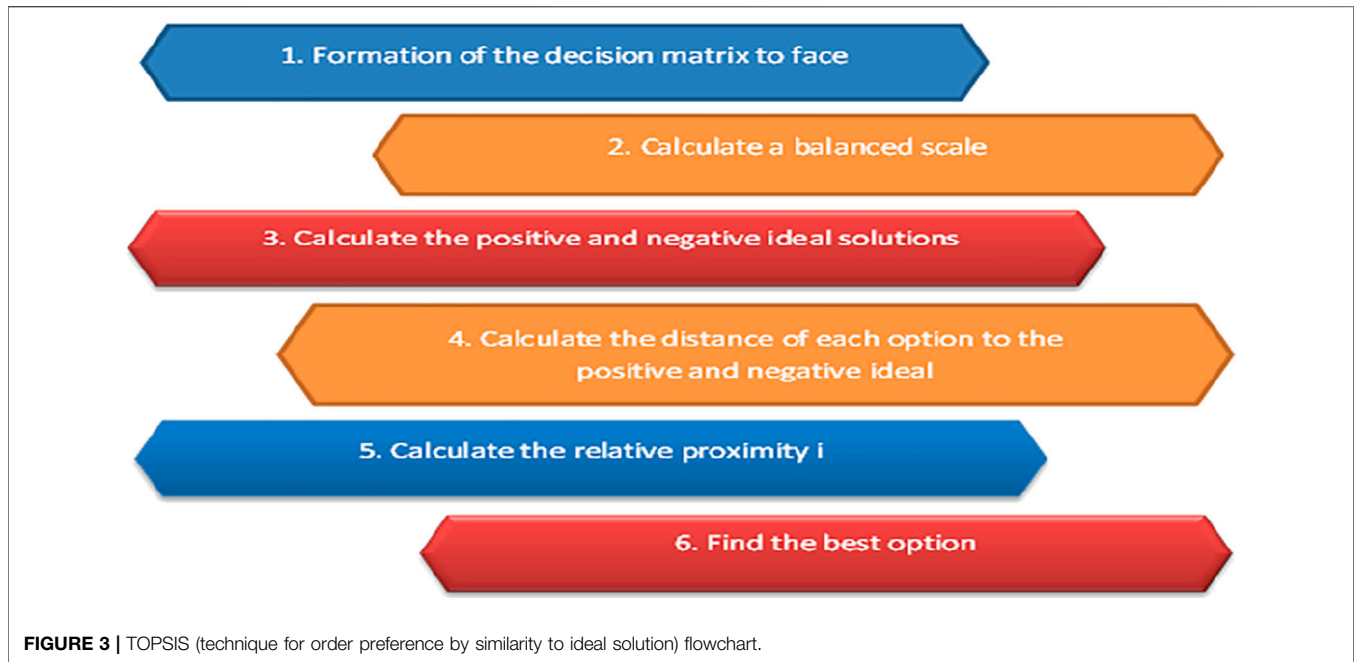 1. Formation of the decision matrix to face
2. Calculate a balanced scale
3. Calculate the positive and negative ideal solutions
4. Calculate the distance of each option to the
positive and negative ideal
5. Calculate the relative proximity i
6. Find the best option
FIGURE 3 | TOPSIS (technique for order preference by similarity to ideal solution) flowchart.